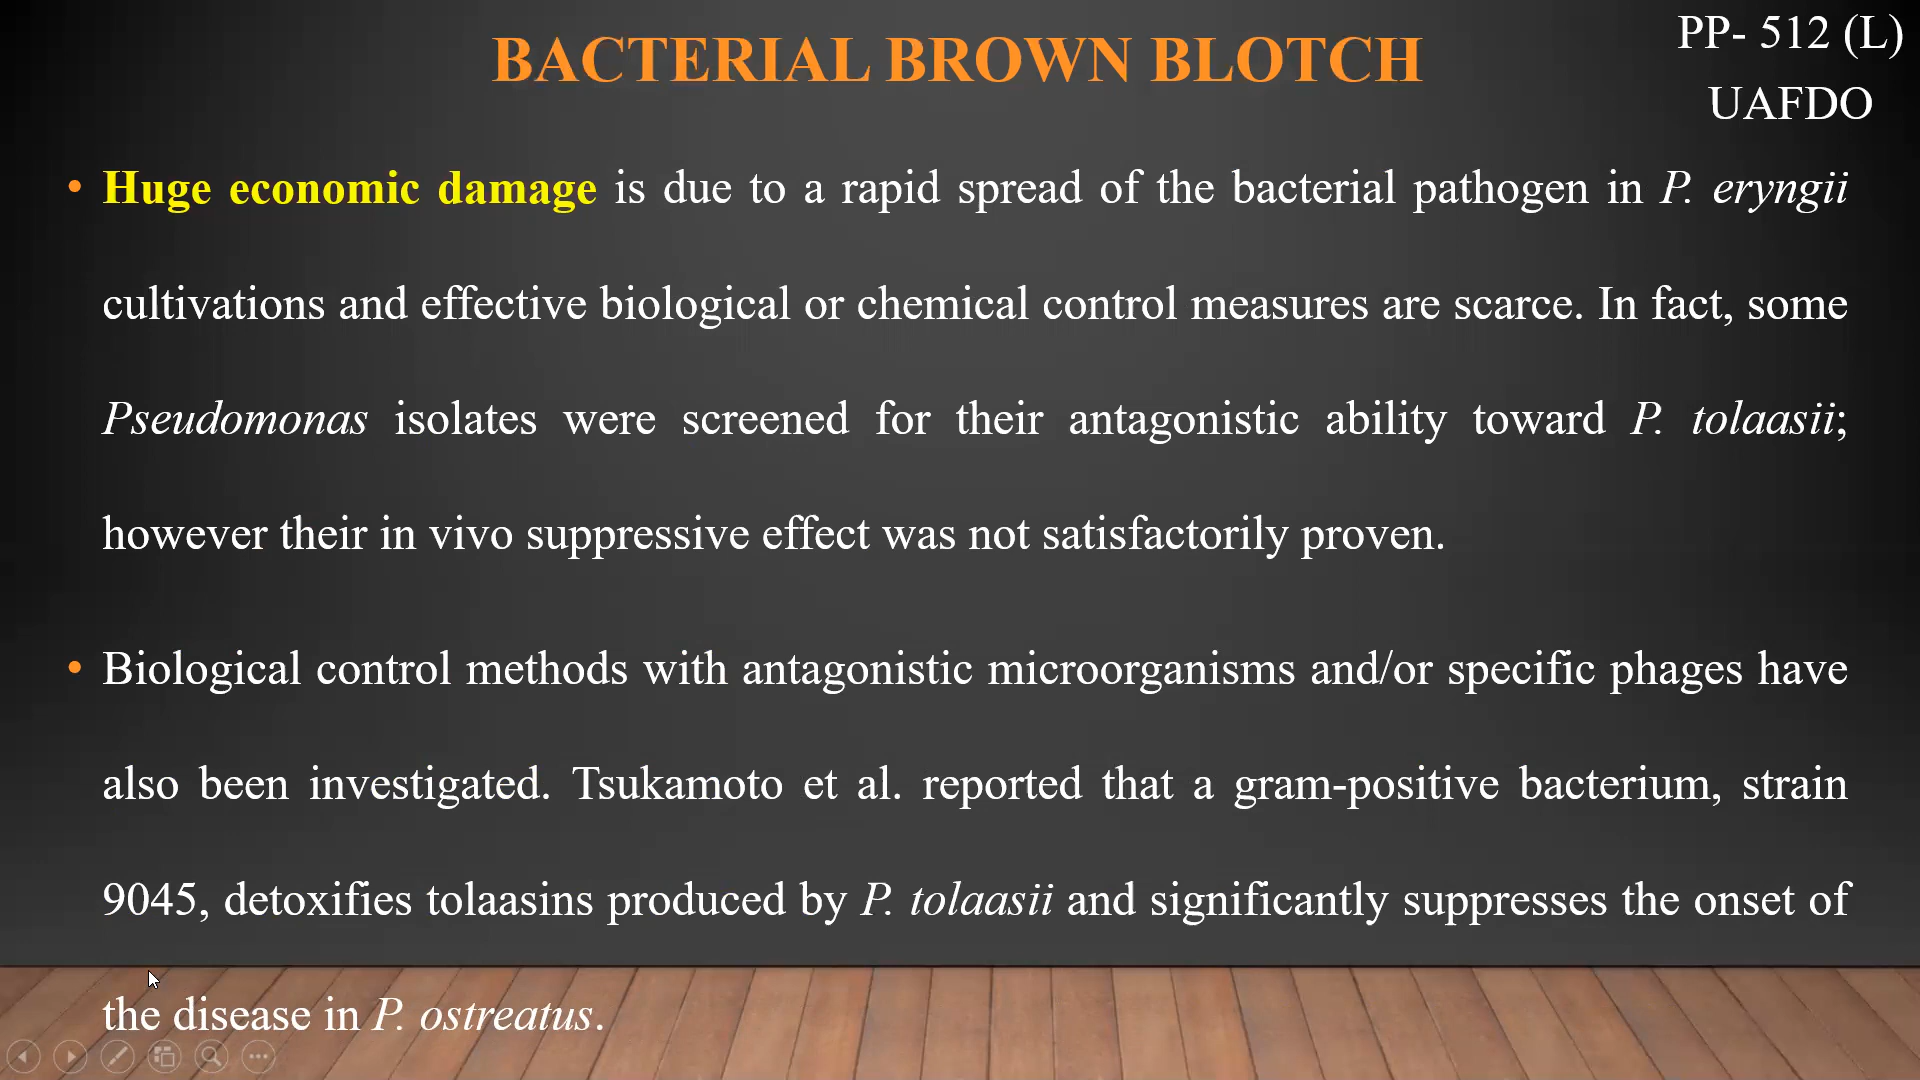 BACTERIAL BROWN BLOTCH
PP- 512 (L)
UAFDO
• Huge economic damage is due to a rapid spread of the bacterial pathogen in P. eryngii
cultivations and effective biological or chemical control measures are scarce. In fact, some
Pseudomonas isolates were screened for their antagonistic ability toward P. tolaasii;
however their in vivo suppressive effect was not satisfactorily proven.
• Biological control methods with antagonistic microorganisms and/or specific phages have
also been investigated. Tsukamoto et al. reported that a gram-positive bacterium, strain
9045, detoxifies tolaasins produced by P. tolaasii and significantly suppresses the onset of
the disease in P. ostreatus.